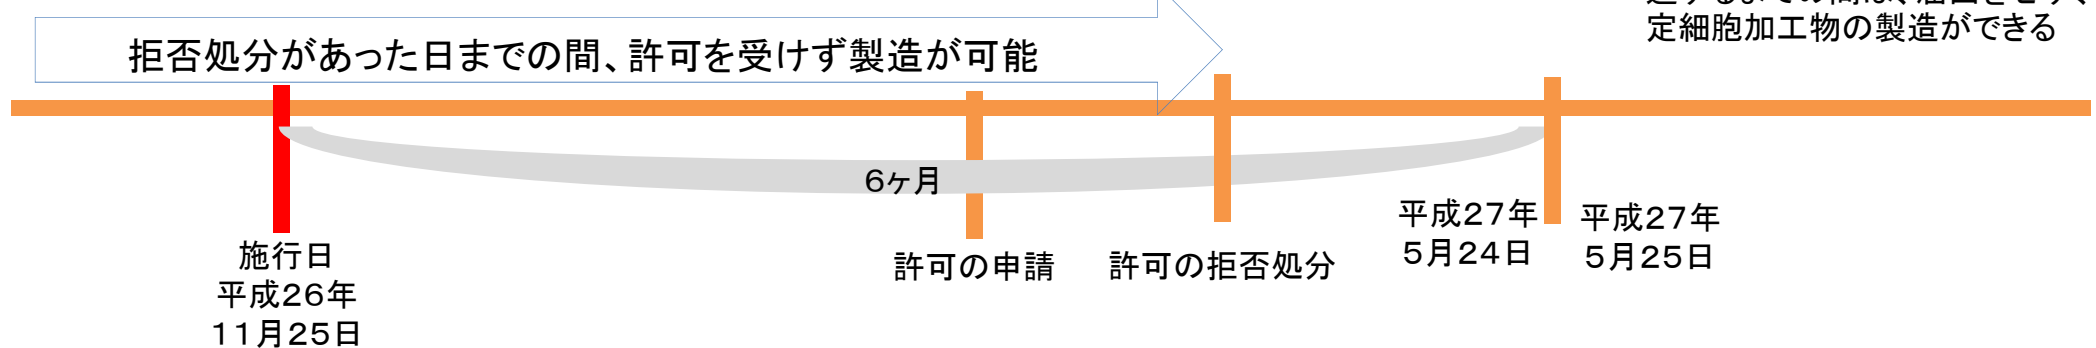 定細胞加工物の製造ができる
拒否処分があった日までの間、許可を受けず製造が可能
6ヶ月
平成27年
5月24日
平成27年
5月25日
施行日
平成26年
11月25日
許可の申請
許可の拒否処分